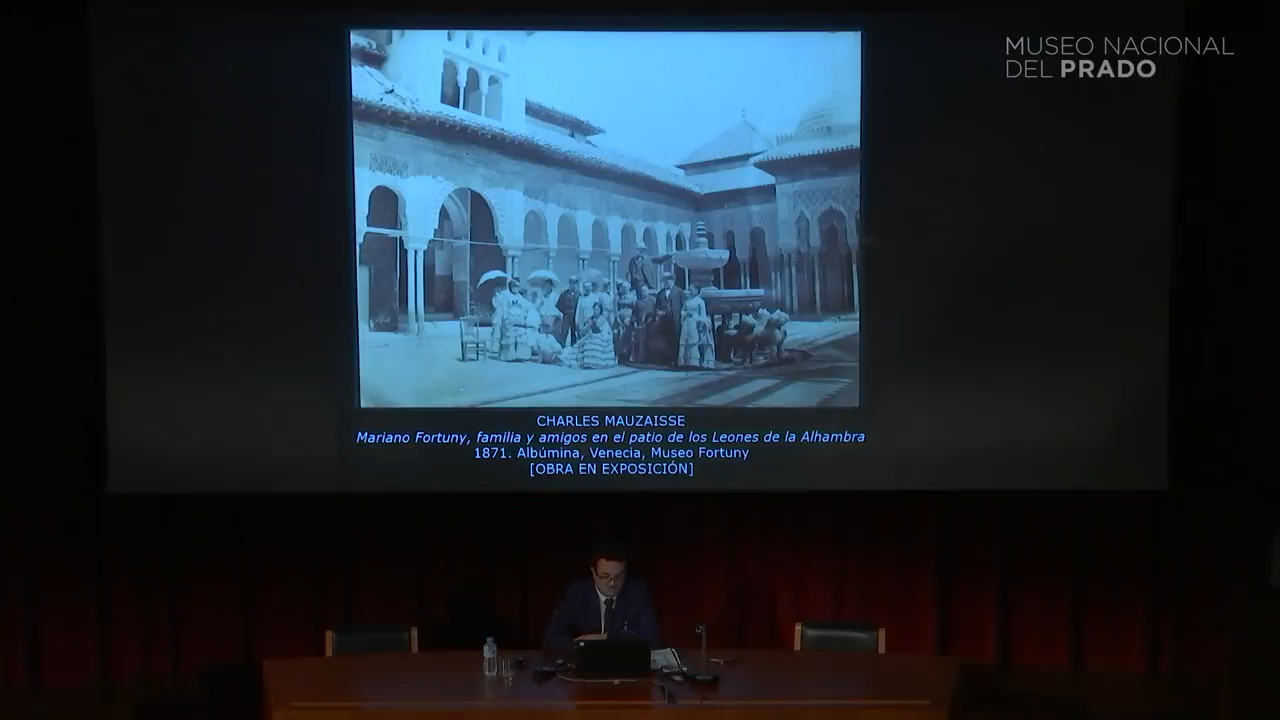 MUSEO NACIONAL
DEL PRADO
CHARLES MAUZAISSE
Mariano Fortuny, familia y amigos en el patio de los Leones de la Alhambra
1871. Albúmina, Venecia, Museo Fortuny
[OBRA EN EXPOSICIÓN]